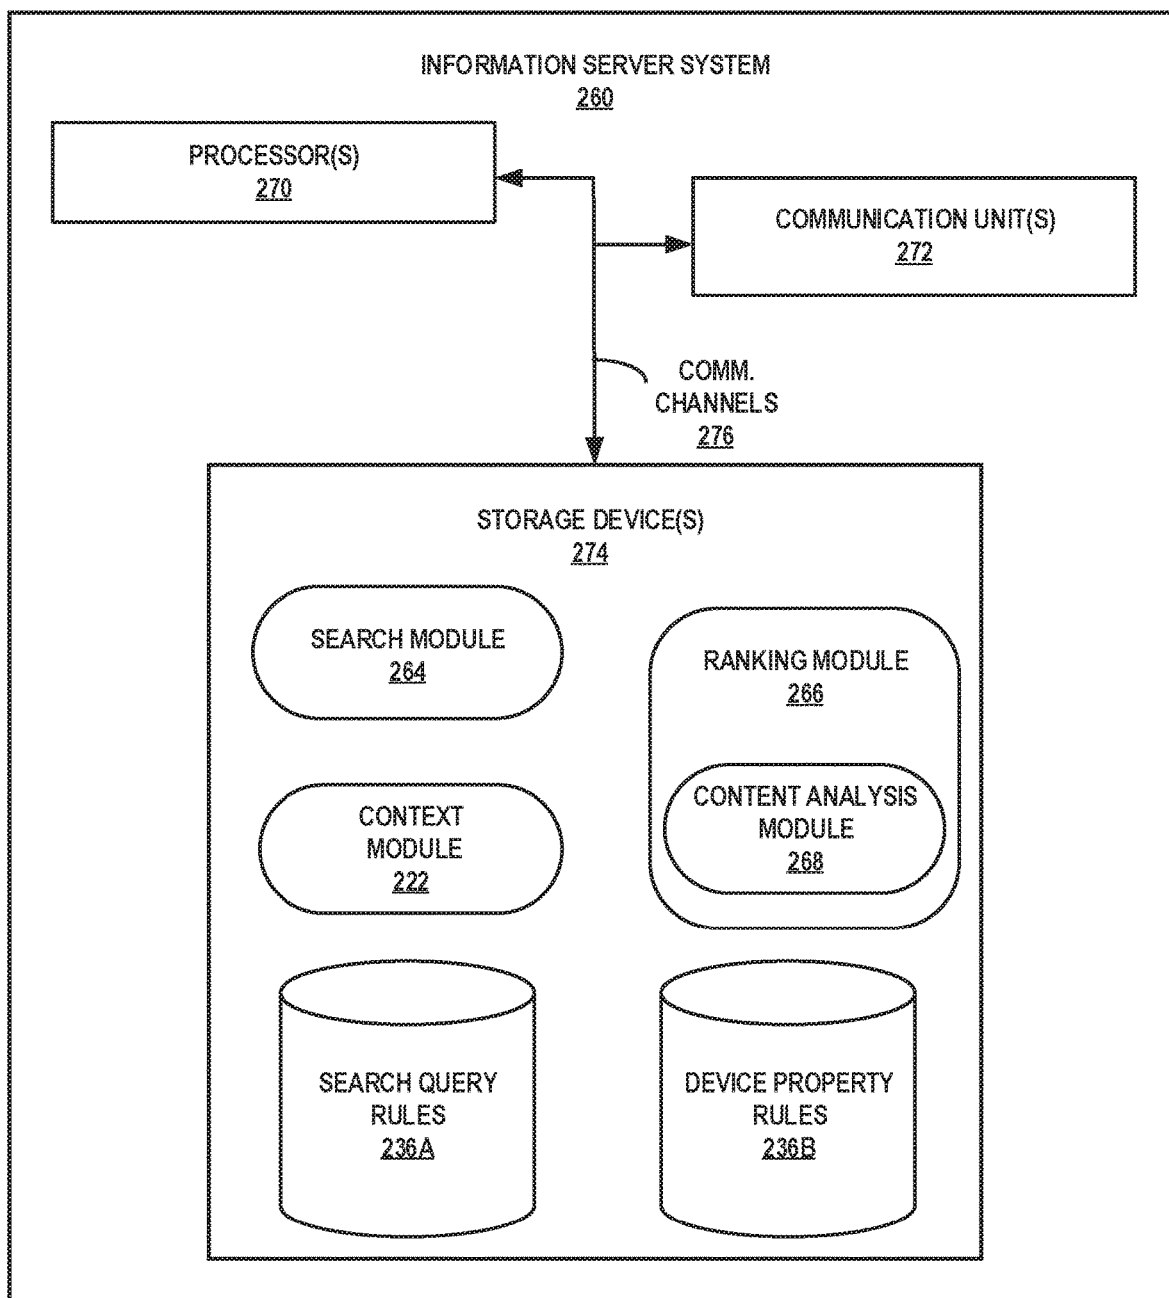 INFORMATION SERVER SYSTEM
260
PROCESSOR(S)
270
COMMUNICATION UNIT(S)
272
COMM.
CHANNELS
276
STORAGE DEVICE(S)
274
SEARCH MODULE
264
RANKING MODULE
266
CONTEXT
MODULE
222
CONTENT ANALYSIS
MODULE
268
SEARCH QUERY
RULES
236A
DEVICE PROPERTY
RULES
236B